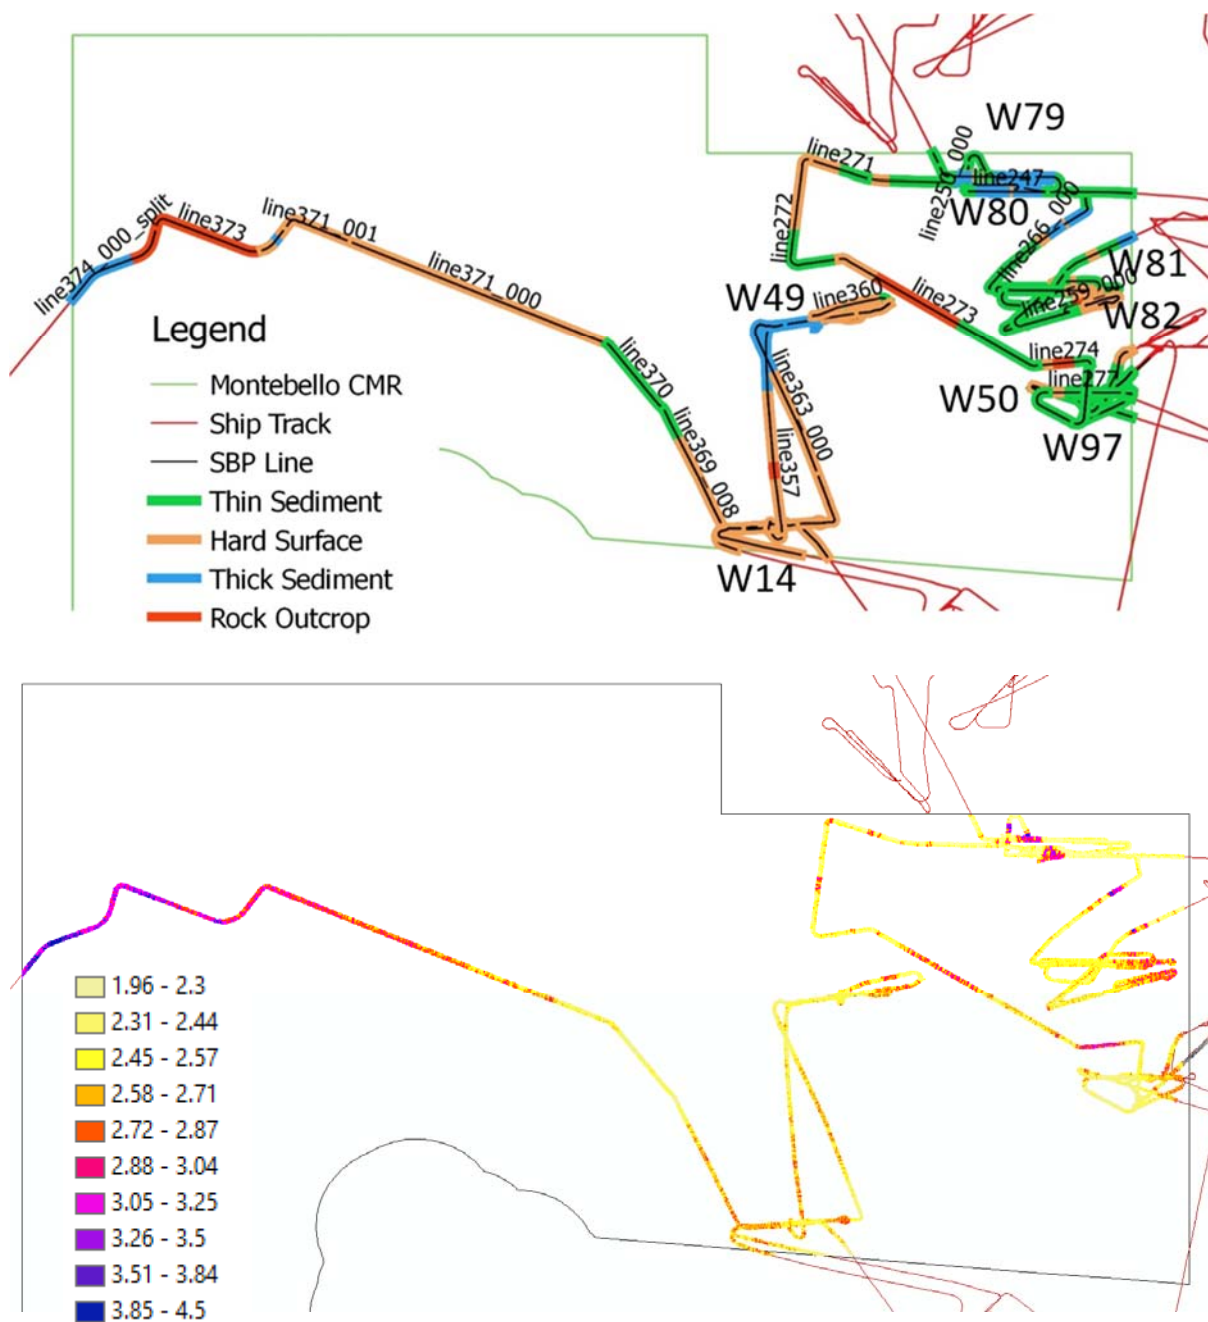 W79
line250_000
line271
line247
W80
line272
line266_000
line374_000_split
line373
line371_001
line371_000
W81
line259_000
W82
W49
line360
line273
Legend
line370
line363_000
line274
line277
W50
W97
Montebello CMR
Ship Track
SBP Line
Thin Sediment
Hard Surface
Thick Sediment
Rock Outcrop
line369_008
line357
W14
1.96 - 2.3
2.31 - 2.44
2.45 - 2.57
2.58 - 2.71
2.72 - 2.87
2.88 - 3.04
3.05 - 3.25
3.26 - 3.5
3.51 - 3.84
3.85 - 4.5